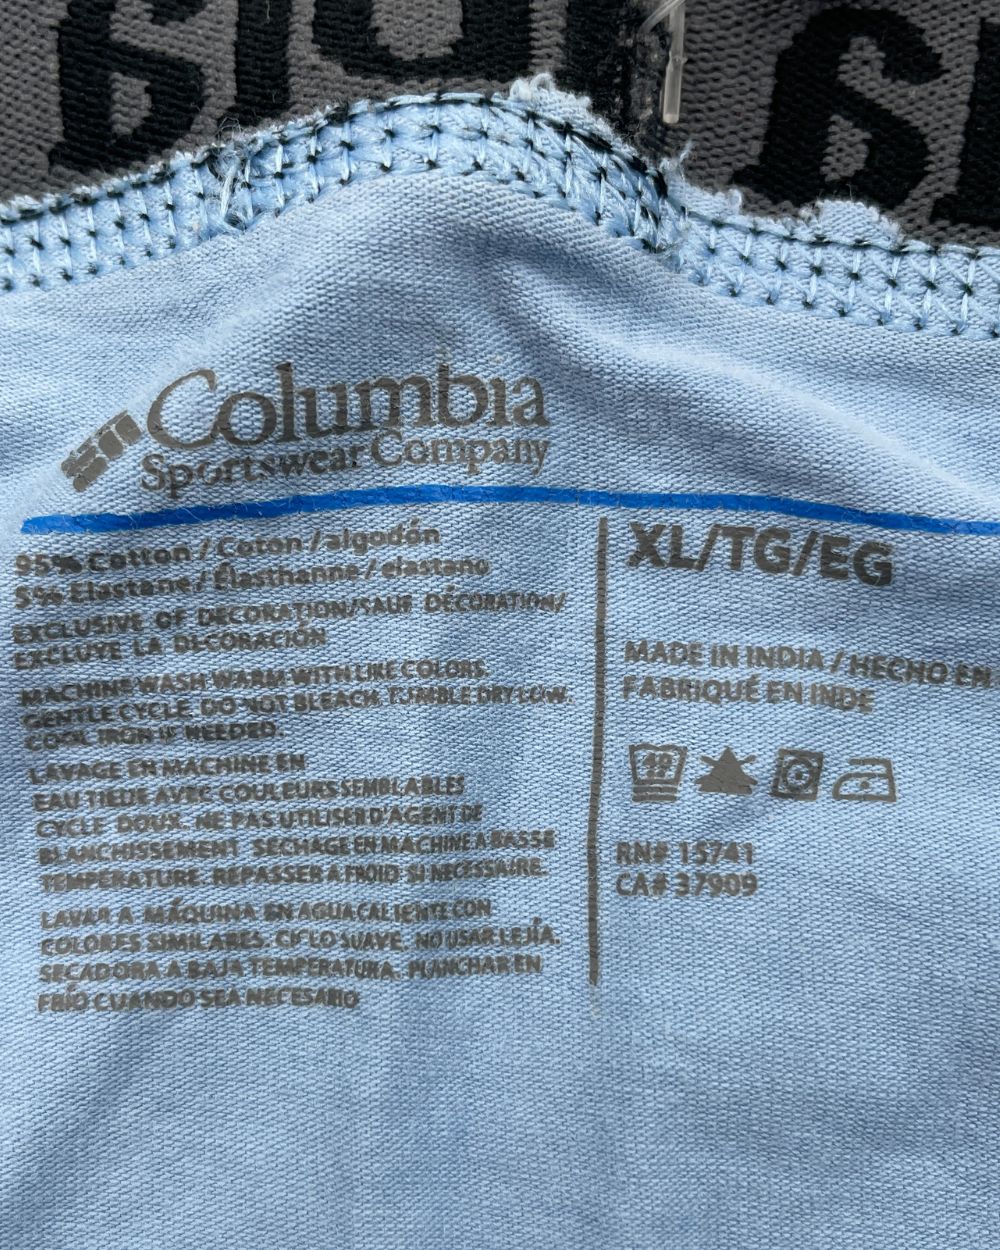 Columbia
Sportswear Company
95% Cotton / Coton / algodón
5% Elastane / Élasthanne / elastano
EXCLUSIVE OF DECORATION/SAUF DÉCORATION/
EXCLUYE LA DECORACIÓN
MACHINE WASH WARM WITH LIKE COLORS.
GENTLE CYCLE. DO NOT BLEACH. TUMBLE DRY LOW.
COOL IRON IF NEEDED.
LAVAGE EN MACHINE EN
EAU TIEDE AVEC COULEURS SEMBLABLES
CYCLE DOUX. NE PAS UTILISER D'AGENT DE
BLANCHISSEMENT SECHAGE EN MACHINE A BASSE
TEMPÉRATURE. REPASSER A FROID SI NECESSAIRE.
LAVAR A MÁQUINA EN AGUA CALIENTE CON
COLORES SIMILARES. CICLO SUAVE. NO USAR LEJÍA.
SECADORA A BAJA TEMPERATURA. PLANCHAR EN
FRÍO CUANDO SEA NECESARIO
XL/TG/EG
MADE IN INDIA / HECHO EN
FABRIQUÉ EN INDE
40
RN# 15741
CA# 37909